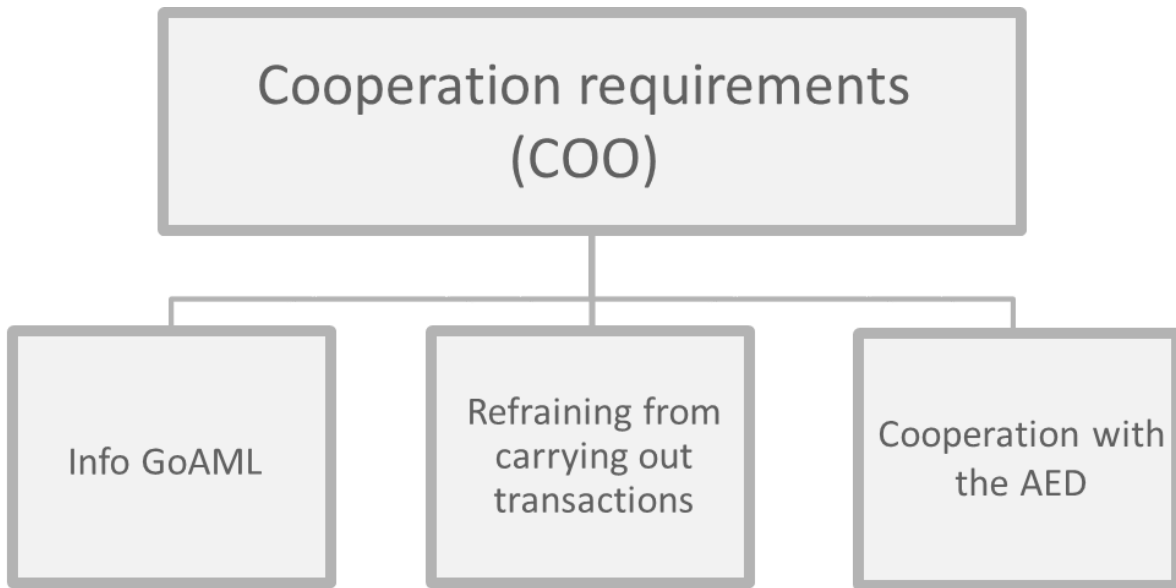 Cooperation requirements
(COO)
Info GoAML
Refraining from
carrying out
transactions
Cooperation with
the AED